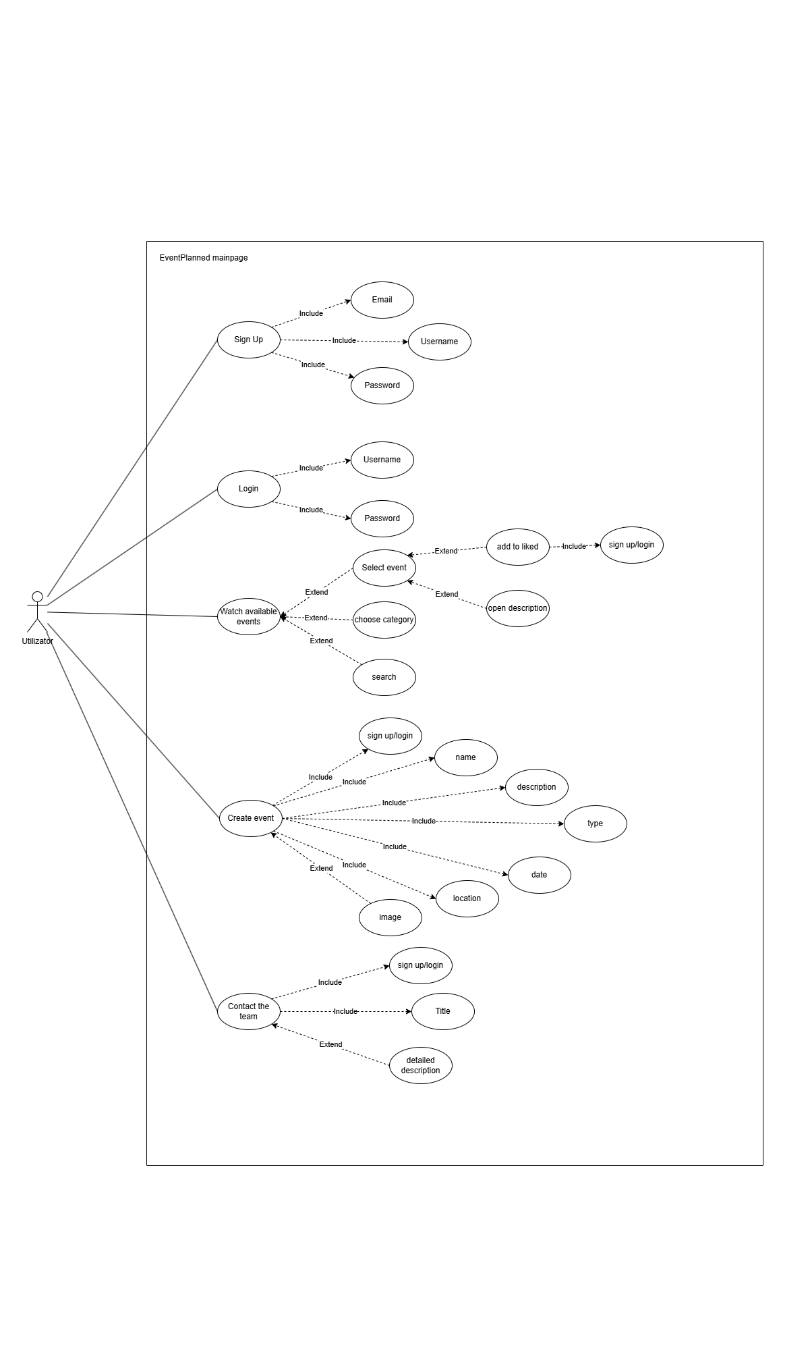 EventPlanned mainpage
Email
Include
Sign Up
Include
Username
Include
Password
Username
Include
Login
Include
Password
Extend
add to liked
Include
sign up/login
Select event
Extend
Extend
open description
Watch available
events
Extend
choose category
Extend
search
Utilizator
sign up/login
Include
name
Include
description
Include
Create event
Include
type
Include
date
Include
Extend
location
image
sign up/login
Include
Contact the
team
Include
Title
Extend
detailed
description